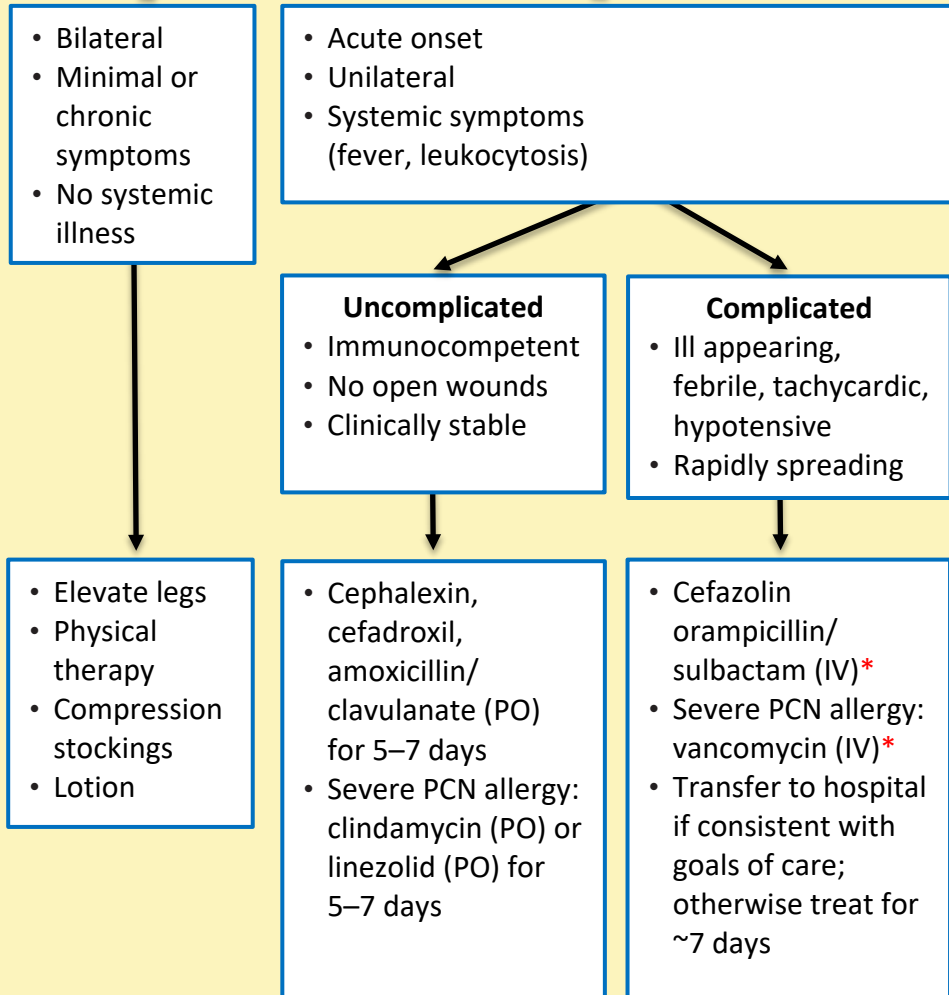 • Bilateral
• Minimal or
chronic
symptoms
• No systemic
illness
• Acute onset
• Unilateral
• Systemic symptoms
(fever, leukocytosis)
Uncomplicated
• Immunocompetent
• No open wounds
• Clinically stable
Complicated
• Ill appearing,
febrile, tachycardic,
hypotensive
• Rapidly spreading
• Elevate legs
• Physical
therapy
• Compression
stockings
• Lotion
• Cephalexin,
cefadroxil,
amoxicillin/
clavulanate (PO)
for 5–7 days
• Severe PCN allergy:
clindamycin (PO) or
linezolid (PO) for
5–7 days
• Cefazolin
orampicillin/
sulbactam (IV)*
• Severe PCN allergy:
vancomycin (IV)*
• Transfer to hospital
if consistent with
goals of care;
otherwise treat for
~7 days